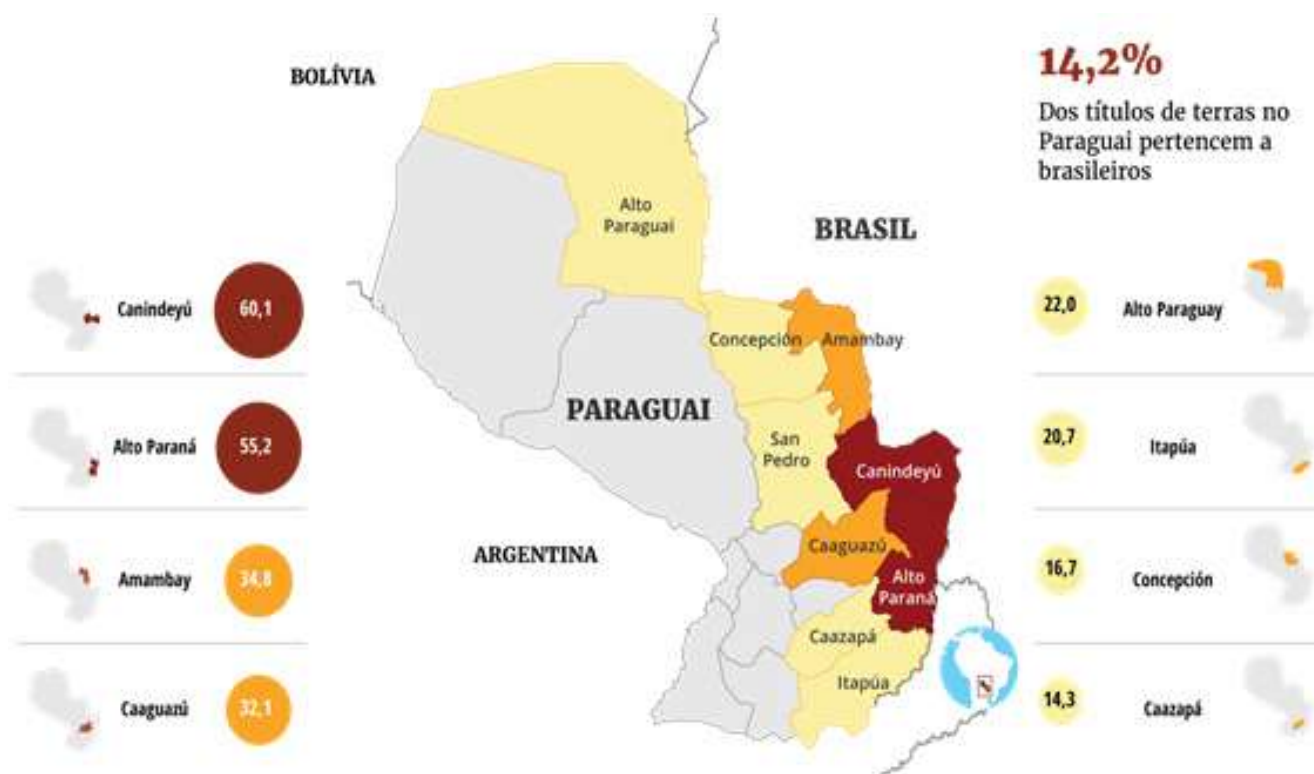 BOLÍVIA
14,2%
Dos títulos de terras no
Paraguai pertencem a
brasileiros
BRASIL
PARAGUAI
ARGENTINA
Alto
Paraguai
Concepción
Amambay
San
Pedro
Canindeyú
Caaguazú
Alto
Paraná
Caazapá
Itapúa
Canindeyú 60,1
Alto Paraná 55,2
Amambay 34,8
Caaguazú 32,1
22,0 Alto Paraguay
20,7 Itapúa
16,7 Concepción
14,3 Caazapá